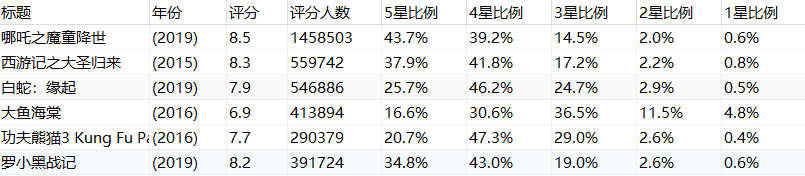 标题 年份 评分 评分人数 5星比例 4星比例 3星比例 2星比例 1星比例
哪吒之魔童降世 (2019) 8.5 1458503 43.7% 39.2% 14.5% 2.0% 0.6%
西游记之大圣归来 (2015) 8.3 559742 37.9% 41.8% 17.2% 2.2% 0.8%
白蛇：缘起 (2019) 7.9 546886 25.7% 46.2% 24.7% 2.9% 0.5%
大鱼海棠 (2016) 6.9 413894 16.6% 30.6% 36.5% 11.5% 4.8%
功夫熊猫3 Kung Fu Pa (2016) 7.7 290379 20.7% 47.3% 29.0% 2.6% 0.4%
罗小黑战记 (2019) 8.2 391724 34.8% 43.0% 19.0% 2.6% 0.6%